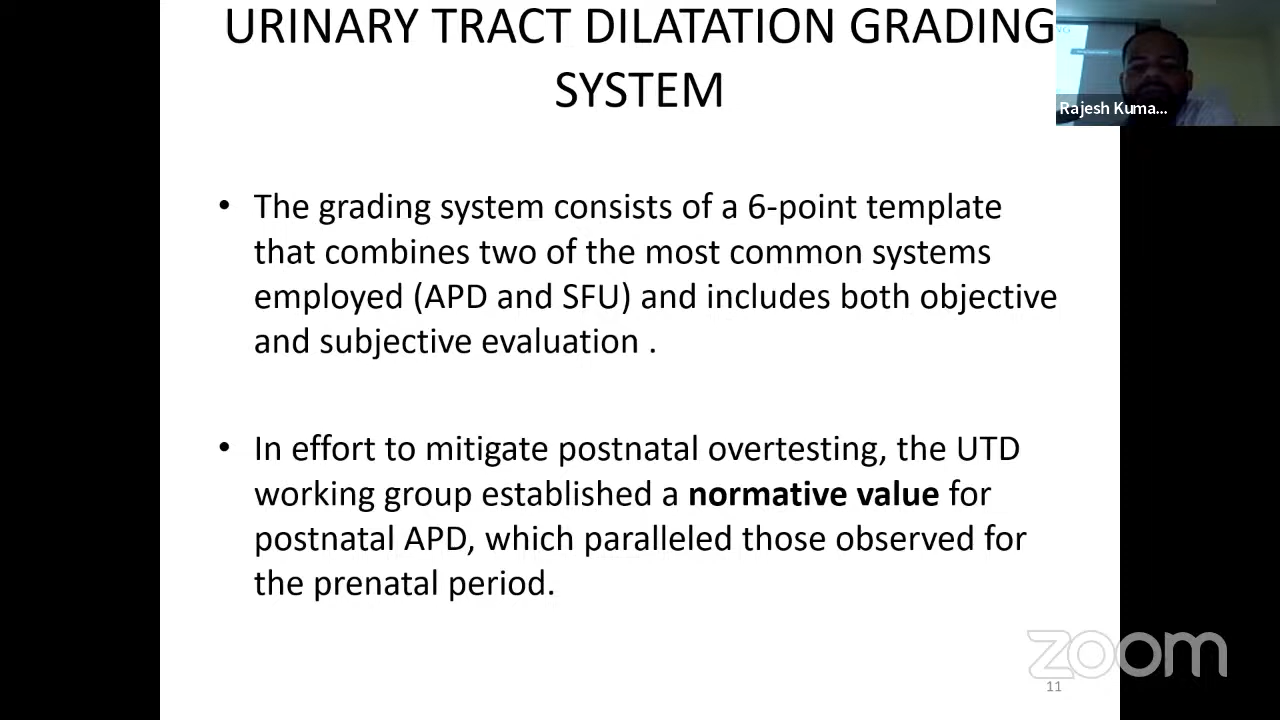 URINARY TRACT DILATATION GRADING
SYSTEM
Rajesh Kuma...
• The grading system consists of a 6-point template
that combines two of the most common systems
employed (APD and SFU) and includes both objective
and subjective evaluation .
• In effort to mitigate postnatal overtesting, the UTD
working group established a normative value for
postnatal APD, which paralleled those observed for
the prenatal period.
zoom
11